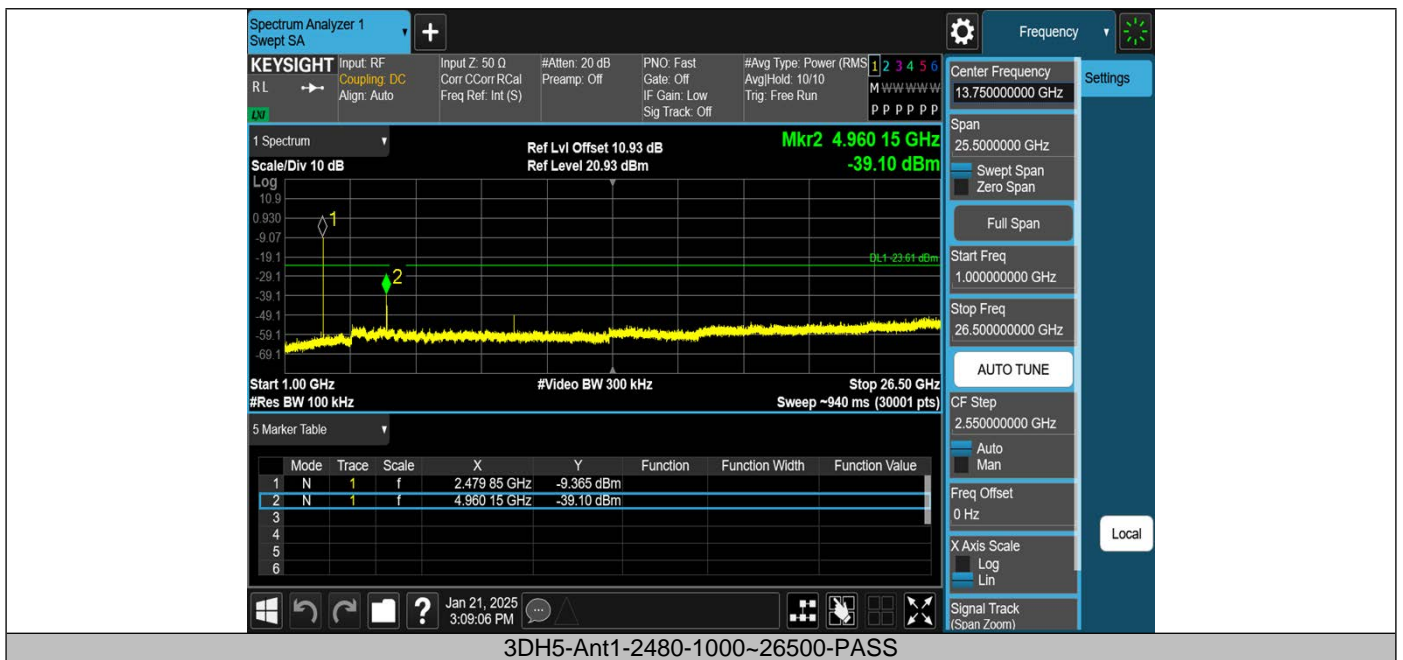 Spectrum Analyzer 1
Swept SA
+
Frequency
KEYSIGHT
R L
LXI
Input: RF
Coupling: DC
Align: Auto
Input Z: 50 Ω
Corr CCorr RCal
Freq Ref: Int (S)
#Atten: 20 dB
Preamp: Off
PNO: Fast
Gate: Off
IF Gain: Low
Sig Track: Off
#Avg Type: Power (RMS
Avg|Hold: 10/10
Trig: Free Run
1 2 3 4 5 6
M W W W W W
P P P P P P
1 Spectrum
Scale/Div 10 dB
Ref Lvl Offset 10.93 dB
Ref Level 20.93 dBm
Mkr2 4.960 15 GHz
-39.10 dBm
Log
10.9
0.930
-9.07
-19.1
-29.1
-39.1
-49.1
-59.1
-69.1
1
2
DL1 -23.61 dBm
Start 1.00 GHz
#Res BW 100 kHz
#Video BW 300 kHz
Stop 26.50 GHz
Sweep ~940 ms (30001 pts)
5 Marker Table
Mode Trace Scale X Y Function Function Width Function Value
1 N 1 f 2.479 85 GHz -9.365 dBm
2 N 1 f 4.960 15 GHz -39.10 dBm
3
4
5
6
?
Jan 21, 2025
3:09:06 PM
Center Frequency
13.750000000 GHz
Settings
Span
25.5000000 GHz
Swept Span
Zero Span
Full Span
Start Freq
1.000000000 GHz
Stop Freq
26.500000000 GHz
AUTO TUNE
CF Step
2.550000000 GHz
Auto
Man
Freq Offset
0 Hz
Local
X Axis Scale
Log
Lin
Signal Track
(Span Zoom)
3DH5-Ant1-2480-1000~26500-PASS